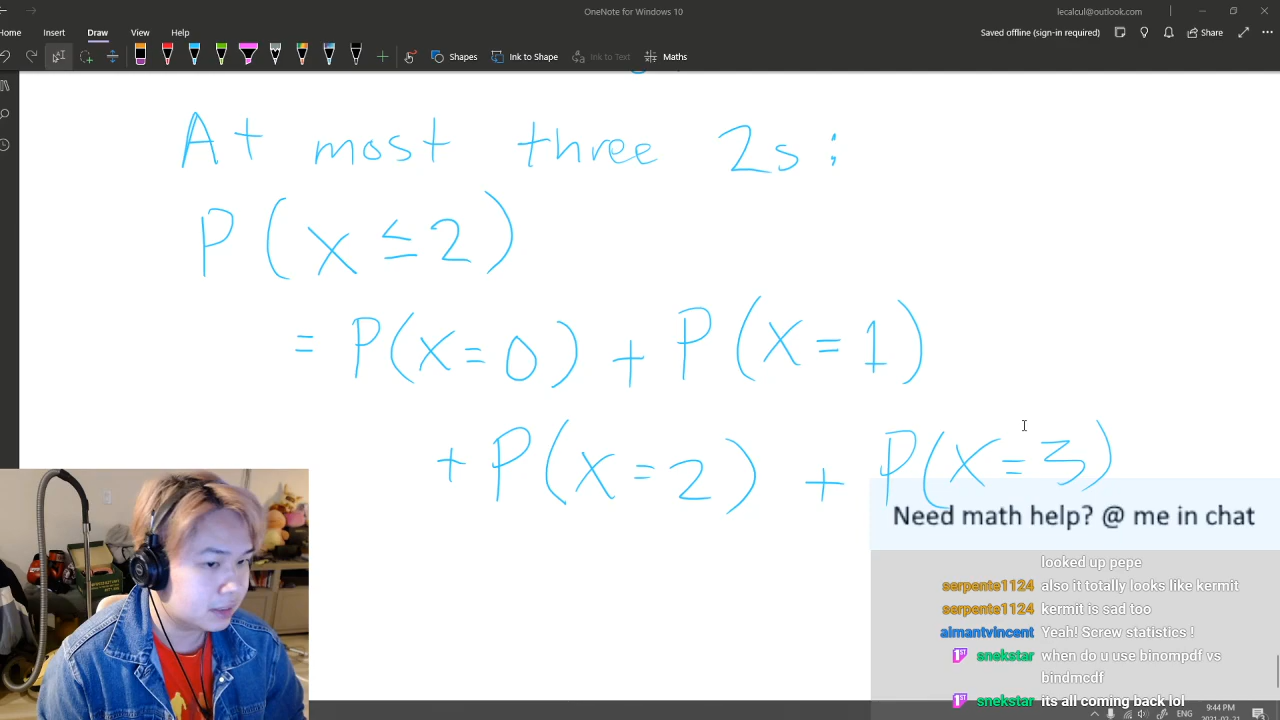 OneNote for Windows 10
lecalcul@outlook.com
Home Insert Draw View Help
Saved offline (sign-in required)
Share
Shapes Ink to Shape Ink to Text Maths
At most three 2s:
P(X≤2)
= P(X=0) + P(X=1)
+ P(X=2) + P(X=3)
Need math help? @ me in chat
looked up pepe
serpente1124 also it totally looks like kermit
serpente1124 kermit is sad too
aimantvincent Yeah! Screw statistics !
snekstar when do u use binompdf vs
bindmcdf
snekstar its all coming back lol
ENG
9:44 PM